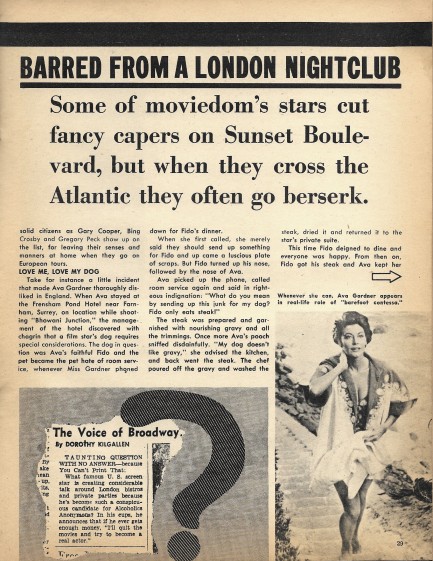 BARRED FROM A LONDON NIGHTCLUB
Some of moviedom's stars cut
fancy capers on Sunset Boule-
vard, but when they cross the
Atlantic they often go berserk.
solid citizens as Gary Cooper, Bing
Crosby and Gregory Peck show up on
the list, for leaving their senses and
manners at home when they go on
European tours.
LOVE ME, LOVE MY DOG
Take for instance a little incident
that made Ava Gardner thoroughly dis-
liked in England. When Ava stayed at
the Frensham Pond Hotel near Farn-
ham, Surrey, on location while shoot-
ing "Bhowani Junction," the manage-
ment of the hotel discovered with
chagrin that a film star's dog requires
special considerations. The dog in ques-
tion was Ava's faithful Fido and the
pet became the pet hate of room serv-
ice, whenever Miss Gardner phoned
down for Fido's dinner.
When she first called, she merely
said they should send up something
for Fido and up came a luscious plate
of scraps. But Fido turned up his nose,
followed by the nose of Ava.
Ava picked up the phone, called
room service again and said in right-
eous indignation: "What do you mean
by sending up this junk for my dog?
Fido only eats steak!"
The steak was prepared and gar-
nished with nourishing gravy and all
the trimmings. Once more Ava's pooch
sniffed disdainfully. "My dog doesn't
like gravy," she advised the kitchen,
and back went the steak. The chef
poured off the gravy and washed the
steak, dried it and returned it to the
star's private suite.
This time Fido deigned to dine and
everyone was happy. From then on,
Fido got his steak and Ava kept her
Whenever she can, Ava Gardner appears
in real-life role of "barefoot contessa."
The Voice of Broadway.
By DOROTHY KILGALLEN
TAUNTING QUESTION
WITH NO ANSWER—because
You Can't Print That:
What famous U. S. screen
star is creating considerable
talk around London bistros
and private parties because
he's become such a conspicu-
ous candidate for Alcoholics
Anonymous? In his cups, he
announces that if he ever gets
enough money, "I'll quit the
movies and try to become a
real actor."
29